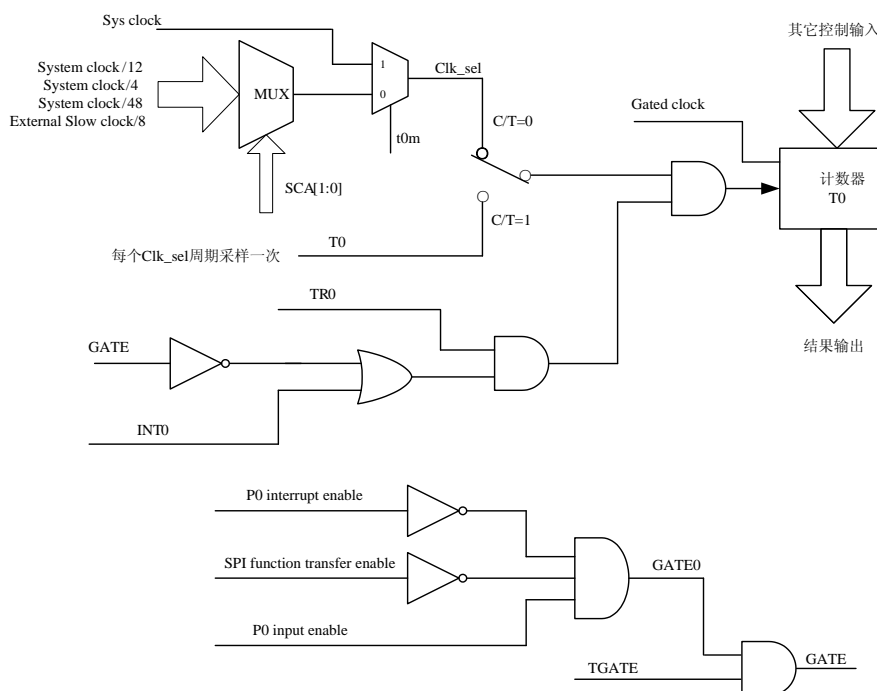 Sys clock
其它控制输入
System clock/12
System clock/4
System clock/48
External Slow clock/8
MUX
1
0
Clk_sel
t0m
SCA[1:0]
C/T=0
C/T=1
Gated clock
计数器
T0
T0
每个Clk_sel周期采样一次
TR0
结果输出
GATE
INT0
P0 interrupt enable
SPI function transfer enable
GATE0
P0 input enable
TGATE
GATE